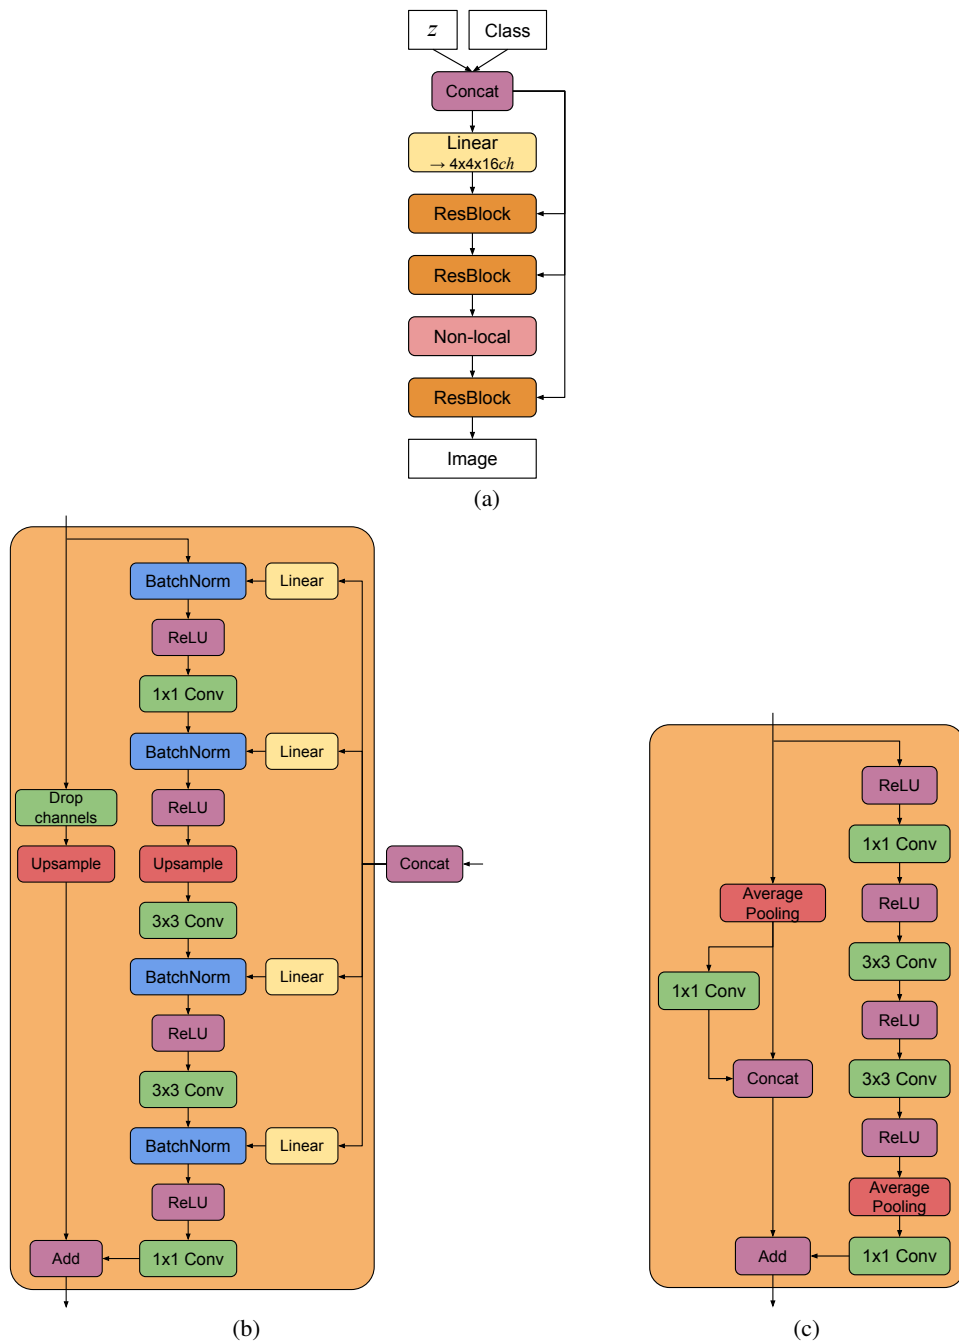 z Class
Concat
Linear
→ 4x4x16ch
ResBlock
ResBlock
Non-local
ResBlock
Image
(a)
BatchNorm Linear
ReLU
1x1 Conv
BatchNorm Linear
Drop
channels
ReLU
Upsample Upsample Concat
3x3 Conv
BatchNorm Linear
ReLU
3x3 Conv
BatchNorm Linear
ReLU
Add 1x1 Conv
(b)
ReLU
1x1 Conv
Average
Pooling
ReLU
3x3 Conv
1x1 Conv
ReLU
Concat 3x3 Conv
ReLU
Average
Pooling
Add 1x1 Conv
(c)